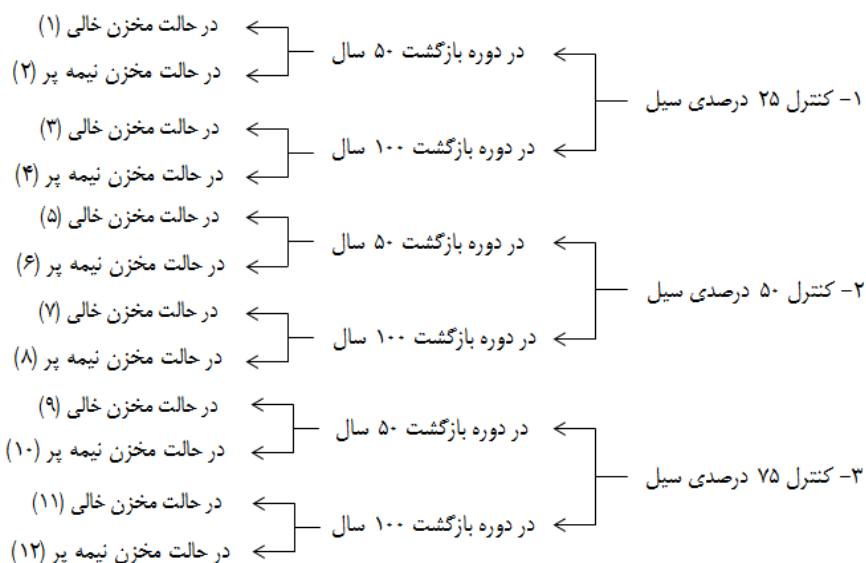 ۱- کنترل ۲۵ درصدی سیل
در دوره بازگشت ۵۰ سال
در حالت مخزن خالی (۱)
در حالت مخزن نیمه پر (۲)
در دوره بازگشت ۱۰۰ سال
در حالت مخزن خالی (۳)
در حالت مخزن نیمه پر (۴)
۲- کنترل ۵۰ درصدی سیل
در دوره بازگشت ۵۰ سال
در حالت مخزن خالی (۵)
در حالت مخزن نیمه پر (۶)
در دوره بازگشت ۱۰۰ سال
در حالت مخزن خالی (۷)
در حالت مخزن نیمه پر (۸)
۳- کنترل ۷۵ درصدی سیل
در دوره بازگشت ۵۰ سال
در حالت مخزن خالی (۹)
در حالت مخزن نیمه پر (۱۰)
در دوره بازگشت ۱۰۰ سال
در حالت مخزن خالی (۱۱)
در حالت مخزن نیمه پر (۱۲)